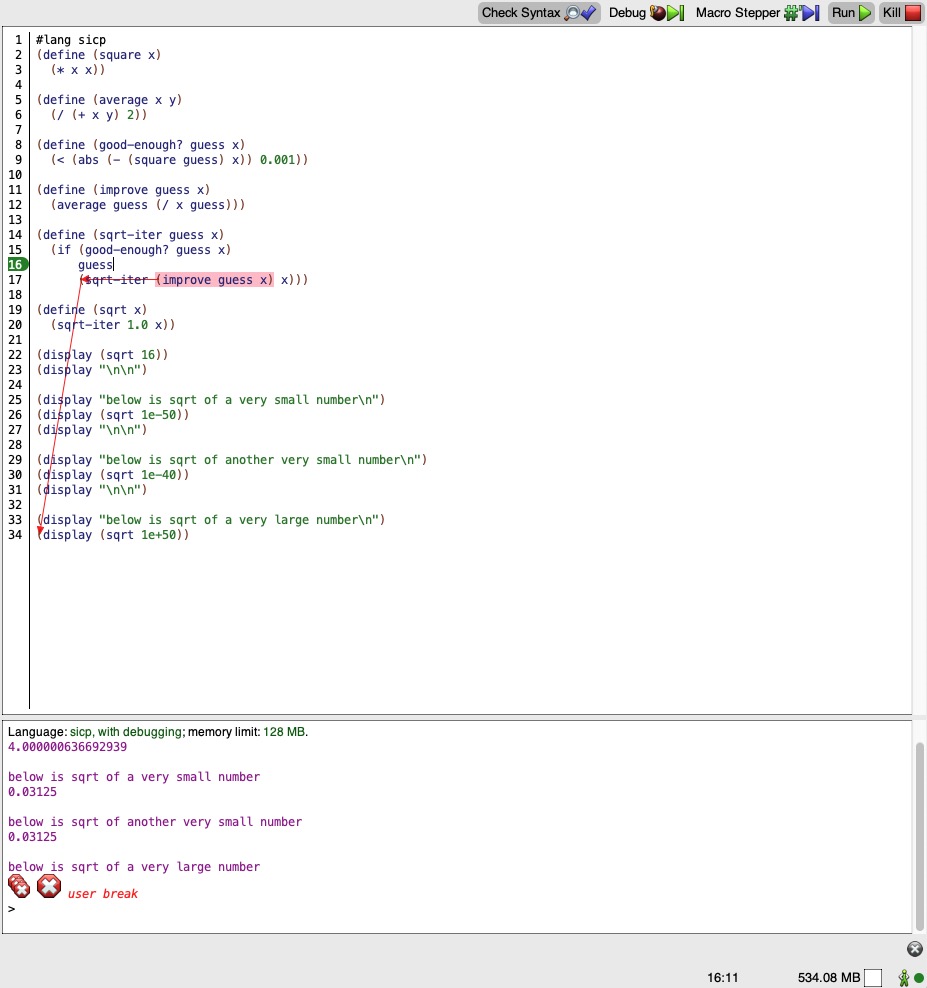 Check Syntax Debug Macro Stepper #' Run Kill
1 #lang sicp
2 (define (square x)
3 (* x x))
4
5 (define (average x y)
6 (/ (+ x y) 2))
7
8 (define (good-enough? guess x)
9 (< (abs (- (square guess) x)) 0.001))
10
11 (define (improve guess x)
12 (average guess (/ x guess)))
13
14 (define (sqrt-iter guess x)
15 (if (good-enough? guess x)
16 guess
17 (sqrt-iter (improve guess x) x)))
18
19 (define (sqrt x)
20 (sqrt-iter 1.0 x))
21
22 (display (sqrt 16))
23 (display "\n\n")
24
25 (display "below is sqrt of a very small number\n")
26 (display (sqrt 1e-50))
27 (display "\n\n")
28
29 (display "below is sqrt of another very small number\n")
30 (display (sqrt 1e-40))
31 (display "\n\n")
32
33 (display "below is sqrt of a very large number\n")
34 (display (sqrt 1e+50))
Language: sicp, with debugging; memory limit: 128 MB.
4.000000636692939
below is sqrt of a very small number
0.03125
below is sqrt of another very small number
0.03125
below is sqrt of a very large number
user break
>
16:11 534.08 MB